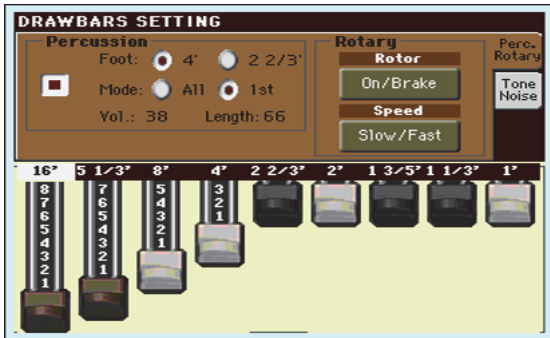 DRAWBARS SETTING
Percussion
Foot: 4' 2 2/3'
Mode: All 1st
Vol.: 38 Length: 66
Rotary
Rotor
On/Brake
Speed
Slow/Fast
Perc.
Rotary
Tone
Noise
16' 5 1/3' 8' 4' 2 2/3' 2' 1 3/5' 1 1/3' 1'
8 7 5 3
7 6 4 2
6 5 3 1
5 4 2
4 3 1
3 2
2 1
1